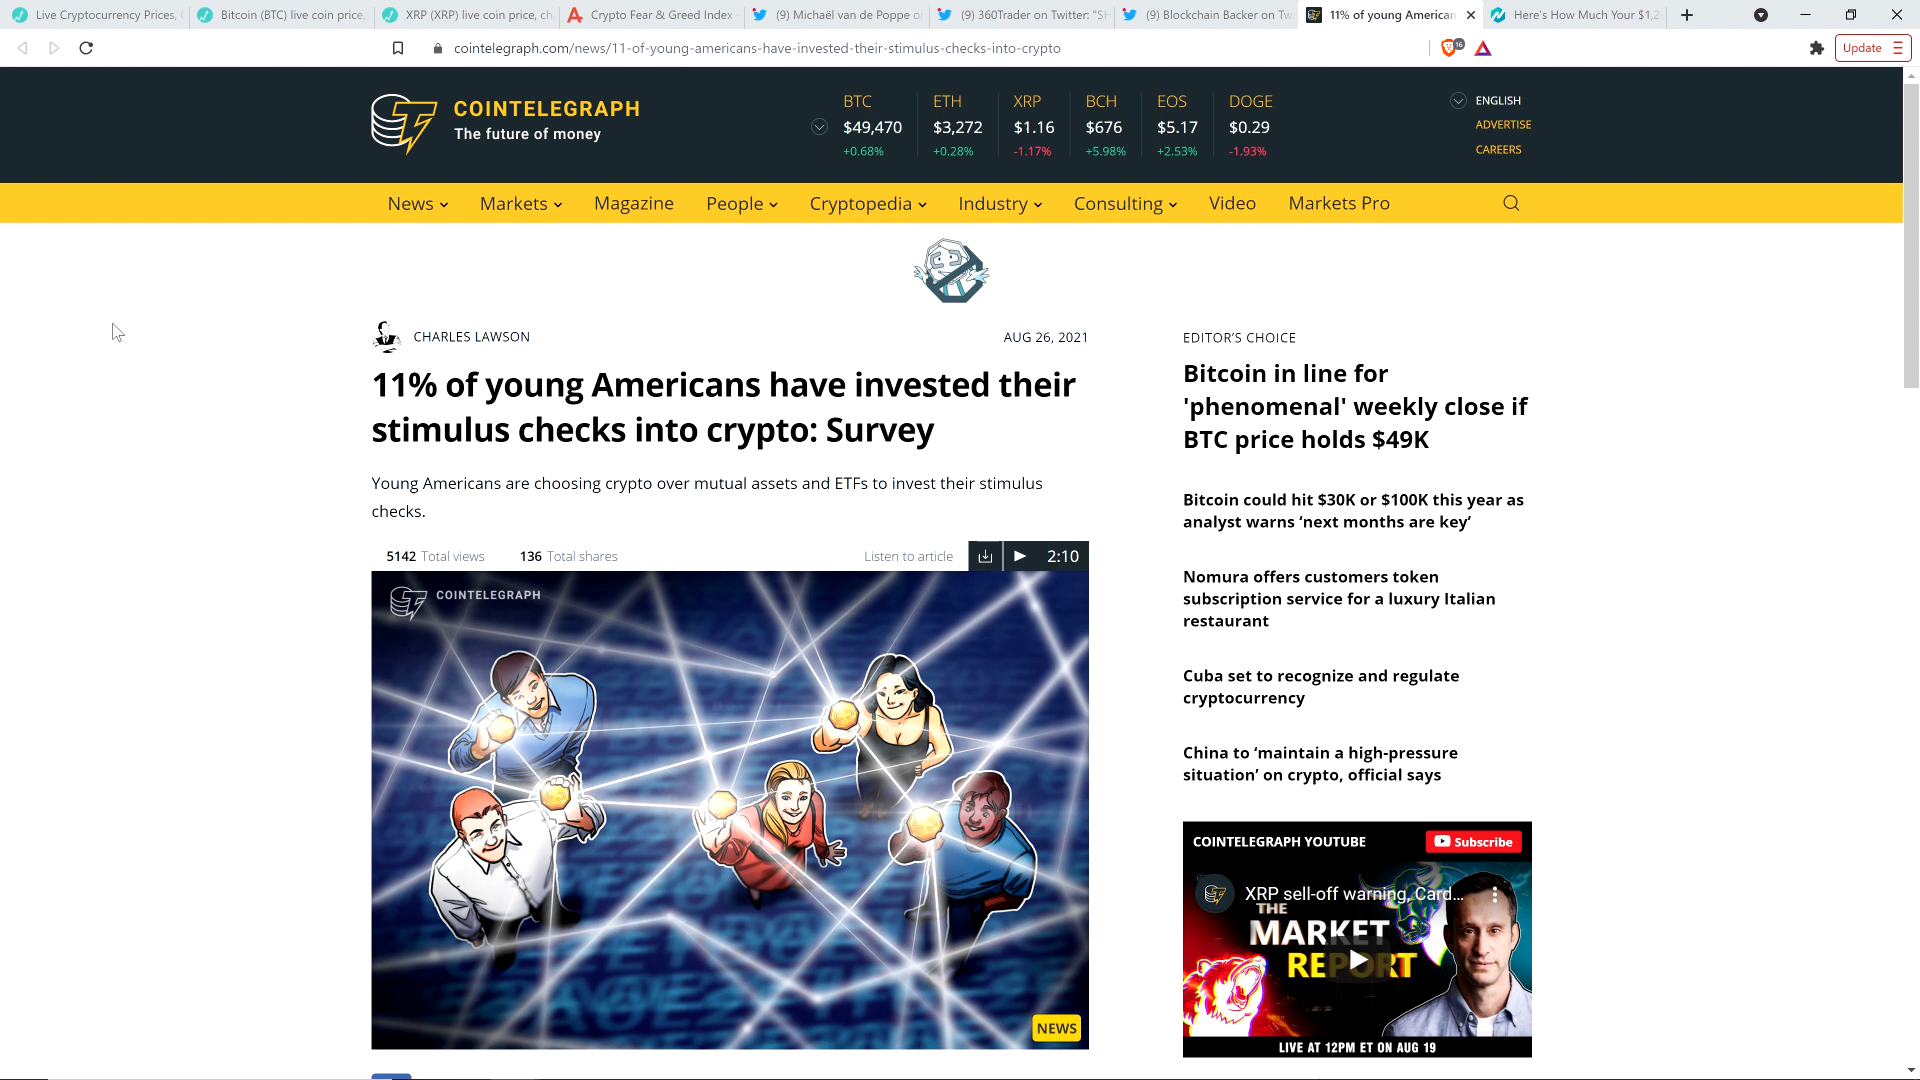 Live Cryptocurrency Prices,
Bitcoin (BTC) live coin price,
XRP (XRP) live coin price, ch
Crypto Fear & Greed Index
(9) Michaël van de Poppe o
(9) 360Trader on Twitter: "S
(9) Blockchain Backer on Tw
11% of young American
Here's How Much Your $1,2
cointelegraph.com/news/11-of-young-americans-have-invested-their-stimulus-checks-into-crypto
16
Update
COINTELEGRAPH
The future of money
BTC ETH XRP BCH EOS DOGE
$49,470 $3,272 $1.16 $676 $5.17 $0.29
+0.68% +0.28% -1.17% +5.98% +2.53% -1.93%
ENGLISH
ADVERTISE
CAREERS
News Markets Magazine People Cryptopedia Industry Consulting Video Markets Pro
CHARLES LAWSON
AUG 26, 2021
11% of young Americans have invested their
stimulus checks into crypto: Survey
Young Americans are choosing crypto over mutual assets and ETFs to invest their stimulus
checks.
5142 Total views 136 Total shares
Listen to article 2:10
COINTELEGRAPH
NEWS
EDITOR'S CHOICE
Bitcoin in line for
'phenomenal' weekly close if
BTC price holds $49K
Bitcoin could hit $30K or $100K this year as
analyst warns ‘next months are key’
Nomura offers customers token
subscription service for a luxury Italian
restaurant
Cuba set to recognize and regulate
cryptocurrency
China to ‘maintain a high-pressure
situation’ on crypto, official says
COINTELEGRAPH YOUTUBE
Subscribe
XRP sell-off warning, Card...
THE
MARKET
REPORT
LIVE AT 12PM ET ON AUG 19